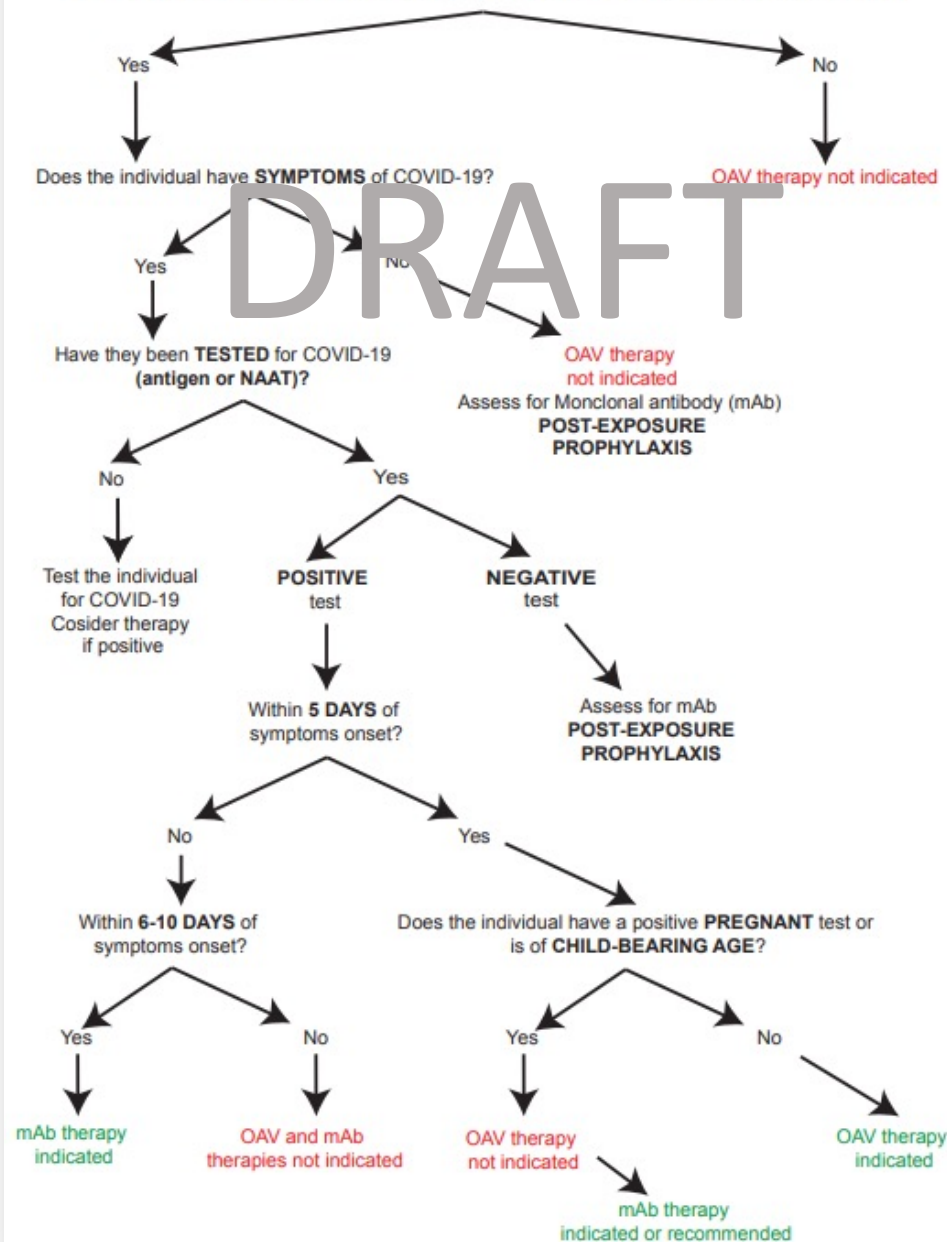 Yes
No
Does the individual have SYMPTOMS of COVID-19?
OAV therapy not indicated
DRAFT
Yes
No
Have they been TESTED for COVID-19
(antigen or NAAT)?
OAV therapy
not indicated
Assess for Monclonal antibody (mAb)
POST-EXPOSURE
PROPHYLAXIS
No
Yes
Test the individual
for COVID-19
Cosider therapy
if positive
POSITIVE
test
NEGATIVE
test
Within 5 DAYS of
symptoms onset?
Assess for mAb
POST-EXPOSURE
PROPHYLAXIS
No
Yes
Within 6-10 DAYS of
symptoms onset?
Does the individual have a positive PREGNANT test or
is of CHILD-BEARING AGE?
Yes
No
Yes
No
mAb therapy
indicated
OAV and mAb
therapies not indicated
OAV therapy
not indicated
OAV therapy
indicated
mAb therapy
indicated or recommended